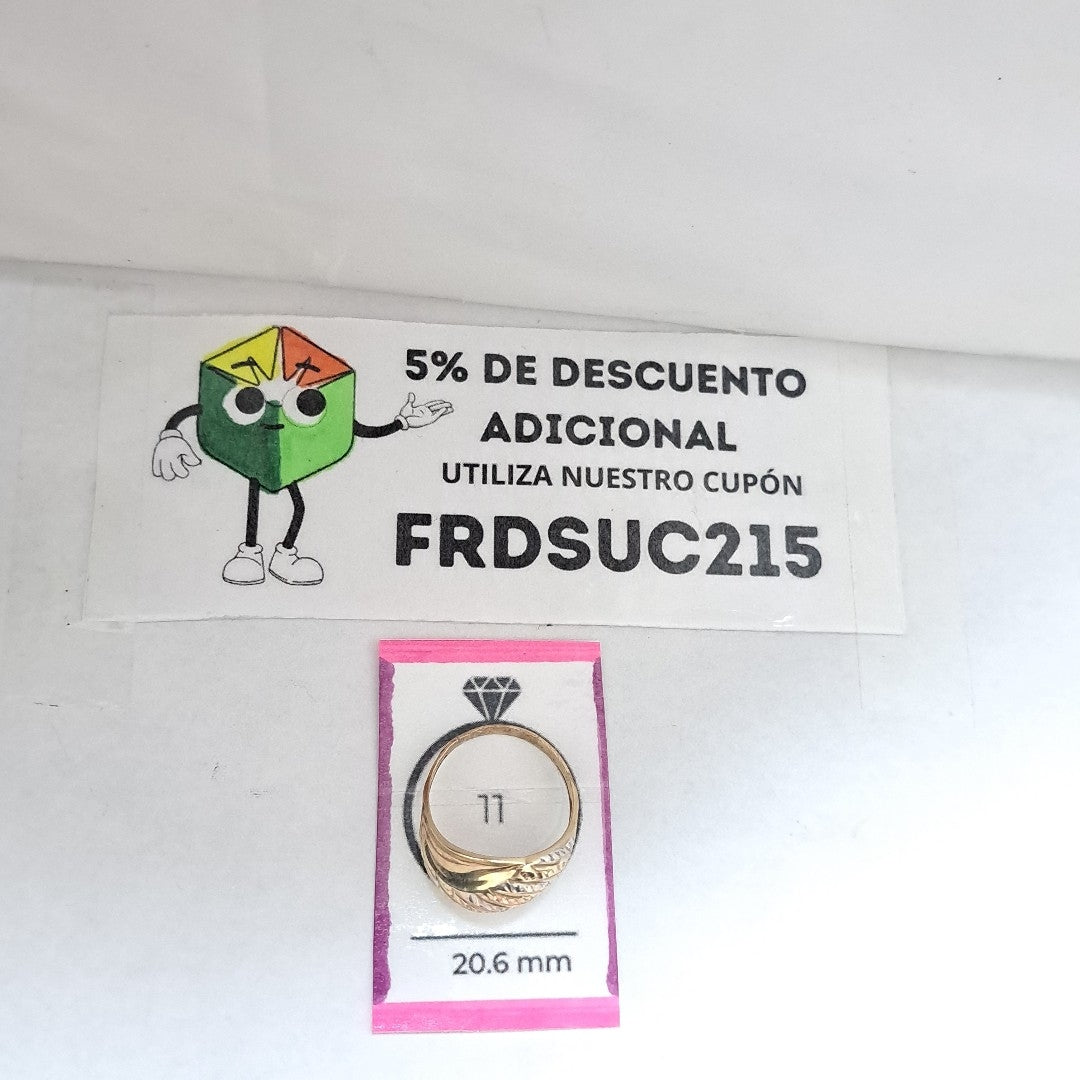 5% DE DESCUENTO
ADICIONAL
UTILIZA NUESTRO CUPÓN
FRDSUC215
11
20.6 mm